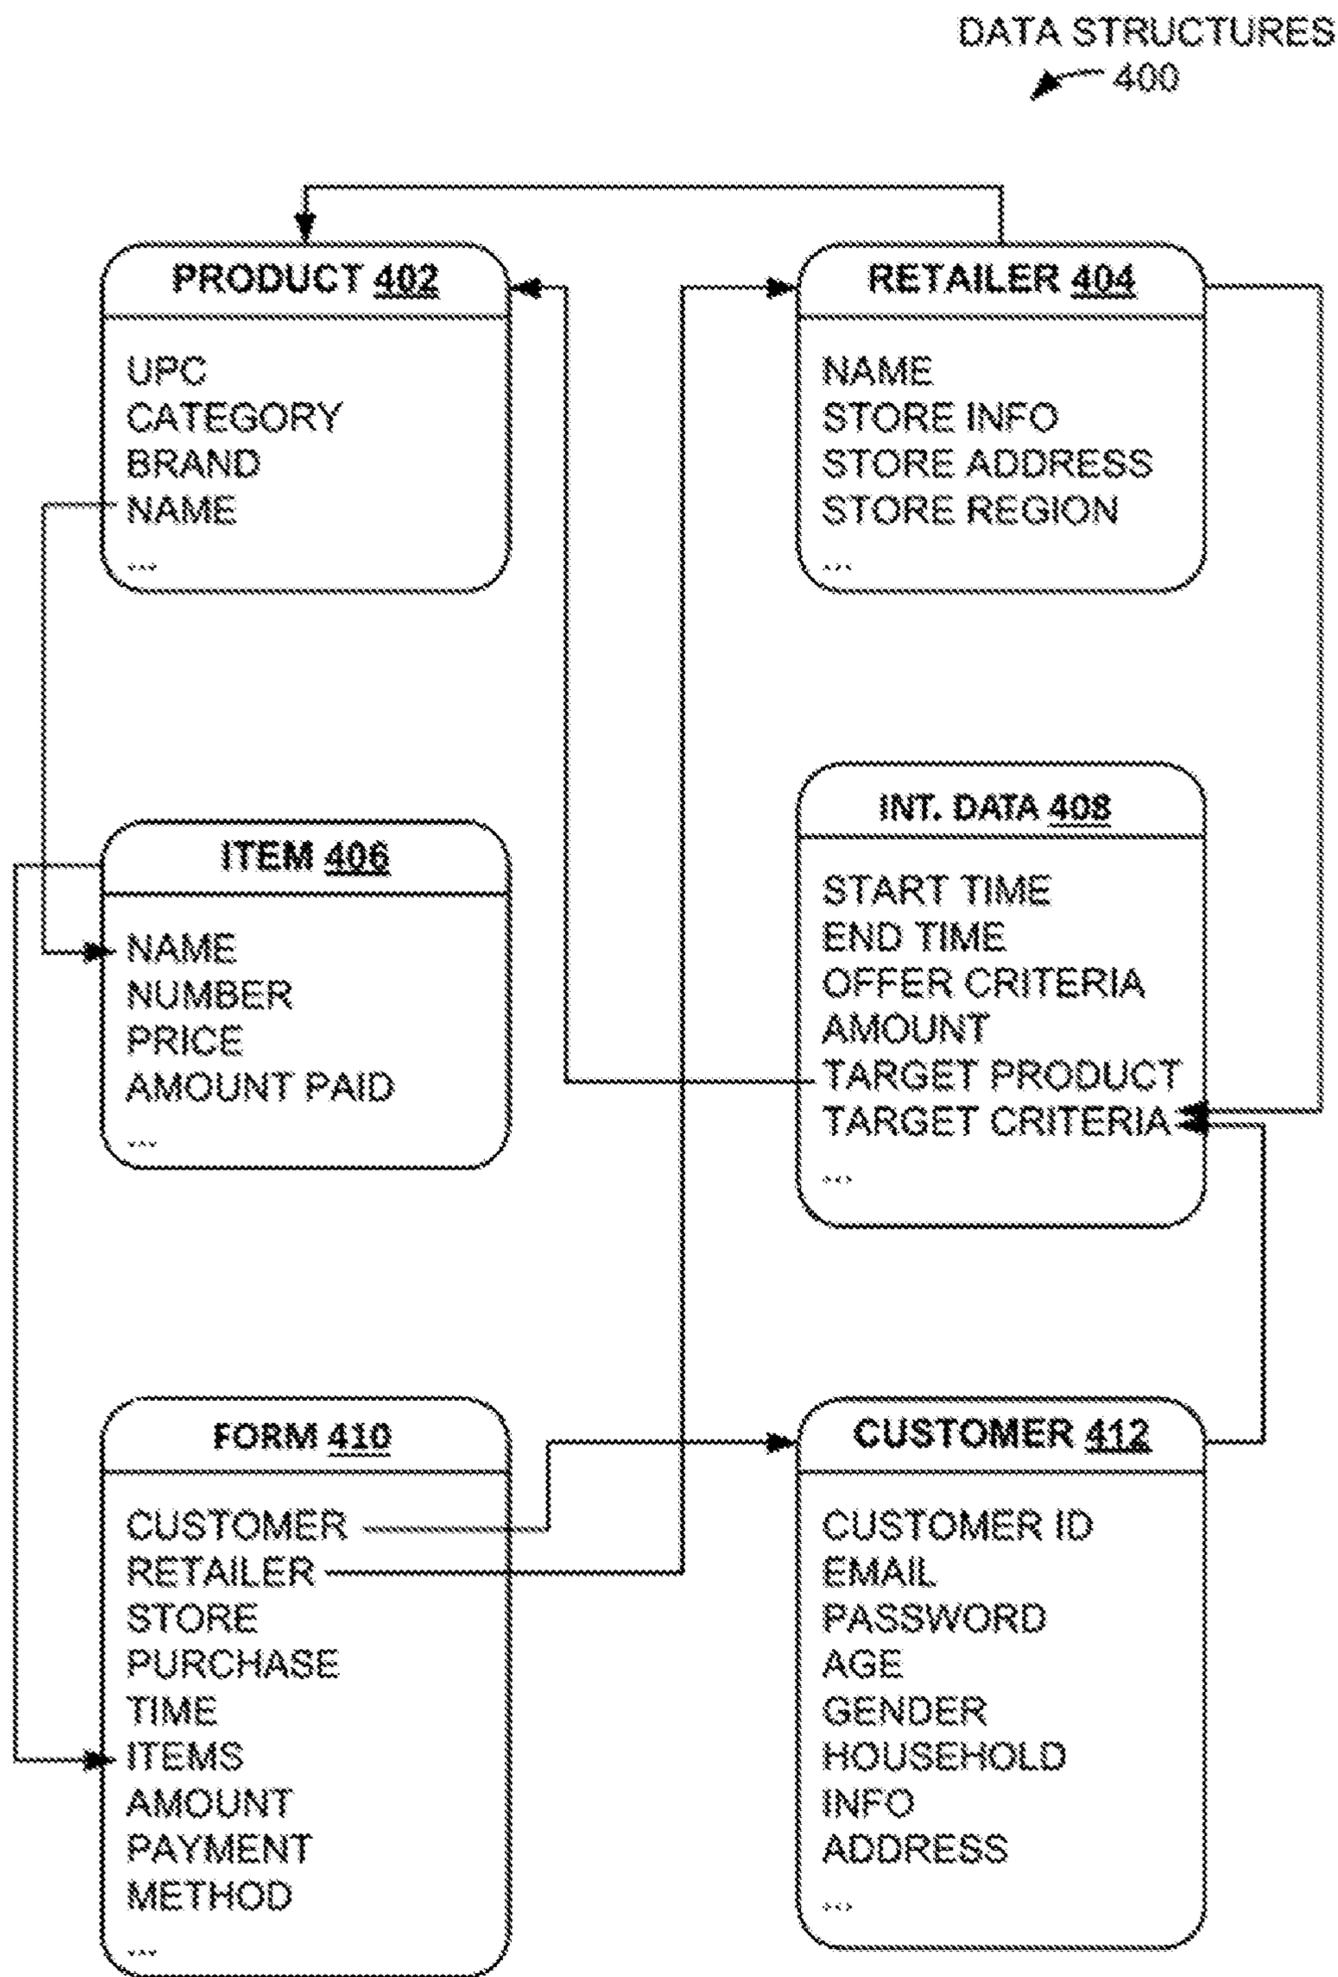 DATA STRUCTURES
400
PRODUCT 402
UPC
CATEGORY
BRAND
NAME
...
RETAILER 404
NAME
STORE INFO
STORE ADDRESS
STORE REGION
...
ITEM 406
NAME
NUMBER
PRICE
AMOUNT PAID
...
INT. DATA 408
START TIME
END TIME
OFFER CRITERIA
AMOUNT
TARGET PRODUCT
TARGET CRITERIA
...
FORM 410
CUSTOMER
RETAILER
STORE
PURCHASE
TIME
ITEMS
AMOUNT
PAYMENT
METHOD
...
CUSTOMER 412
CUSTOMER ID
EMAIL
PASSWORD
AGE
GENDER
HOUSEHOLD
INFO
ADDRESS
...